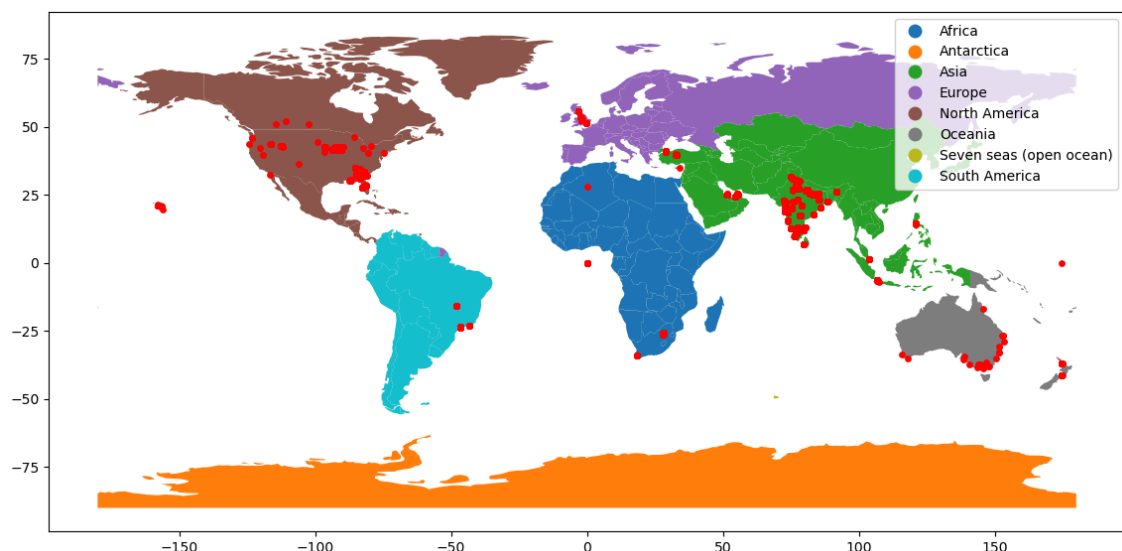 75
50
25
0
−25
−50
−75
−150
−100
−50
0
50
100
150
Africa
Antarctica
Asia
Europe
North America
Oceania
Seven seas (open ocean)
South America